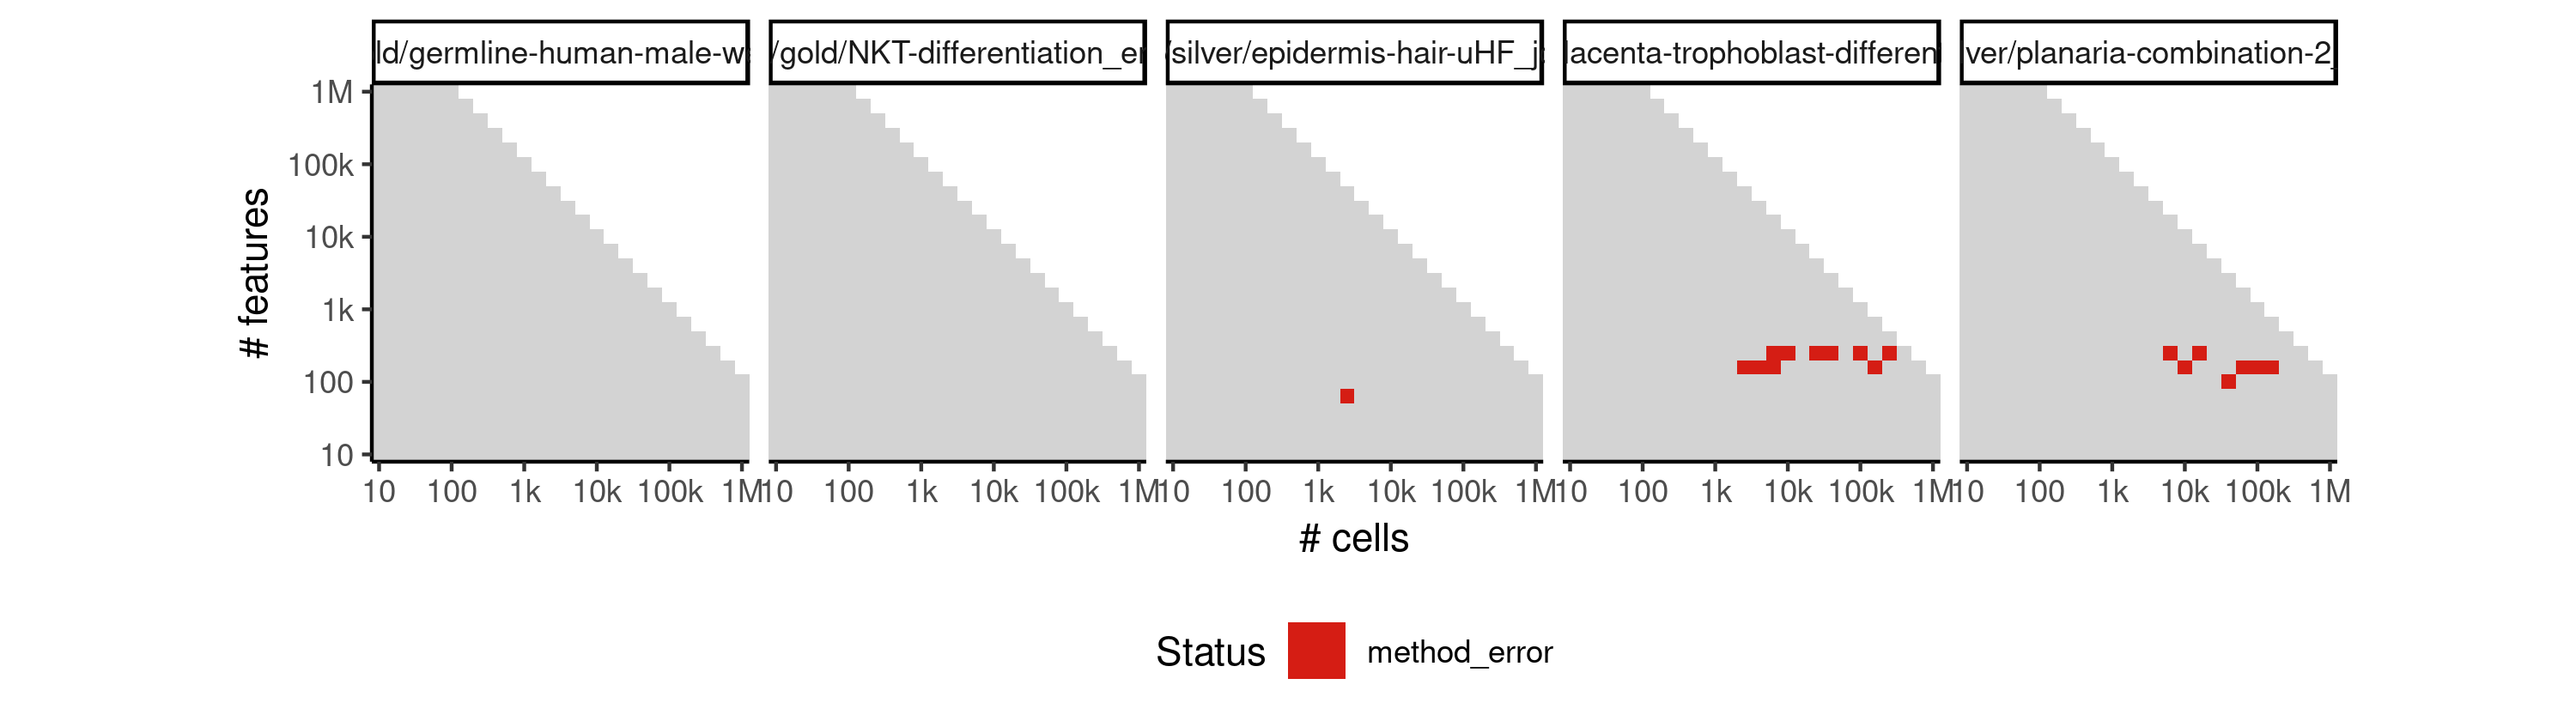 ld/germline-human-male-w
/gold/NKT-differentiation_e
/silver/epidermis-hair-uHF_j
lacenta-trophoblast-differen
ver/planaria-combination-2
# features
1M
100k
10k
1k
100
10
10 100 1k 10k 100k 1M
10 100 1k 10k 100k 1M
10 100 1k 10k 100k 1M
10 100 1k 10k 100k 1M
10 100 1k 10k 100k 1M
# cells
Status method_error